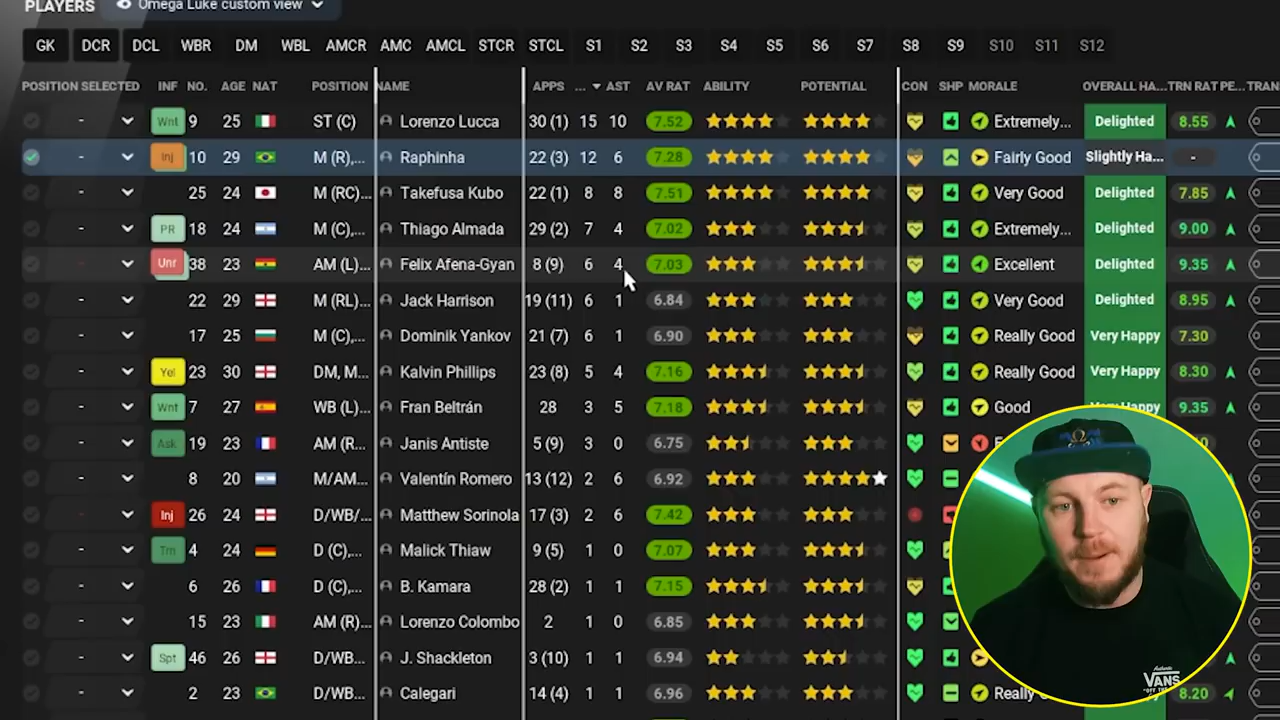 PLAYERS Omega Luke custom view
GK DCR DCL WBR DM WBL AMCR AMC AMCL STCR STCL S1 S2 S3 S4 S5 S6 S7 S8 S9 S10 S11 S12
POSITION SELECTED INF NO. AGE NAT POSITION NAME APPS ... AST AV RAT ABILITY POTENTIAL CON SHP MORALE OVERALL HA... TRN RAT PE... TRAN
- Wnt 9 25 ST (C) Lorenzo Lucca 30 (1) 15 10 7.52 Extremely... Delighted 8.55
- Inj 10 29 M (R),... Raphinha 22 (3) 12 6 7.28 Fairly Good Slightly Ha... -
- 25 24 M (RC)... Takefusa Kubo 22 (1) 8 8 7.51 Very Good Delighted 7.85
- PR 18 24 M (C),... Thiago Almada 29 (2) 7 4 7.02 Extremely... Delighted 9.00
- Unr 38 23 AM (L)... Felix Afena-Gyan 8 (9) 6 4 7.03 Excellent Delighted 9.35
- 22 29 M (RL)... Jack Harrison 19 (11) 6 1 6.84 Very Good Delighted 8.95
- 17 25 M (C),... Dominik Yankov 21 (7) 6 1 6.90 Really Good Very Happy 7.30
- Yel 23 30 DM, M... Kalvin Phillips 23 (8) 5 4 7.16 Really Good Very Happy 8.30
- Wnt 7 27 WB (L)... Fran Beltrán 28 3 5 7.18 Good Very Happy 9.35
- Ask 19 23 AM (R... Janis Antiste 5 (9) 3 0 6.75
- 8 20 M/AM... Valentín Romero 13 (12) 2 6 6.92
- Inj 26 24 D/WB/... Matthew Sorinola 17 (3) 2 6 7.42
- Trn 4 24 D (C),... Malick Thiaw 9 (5) 1 0 7.07
- 6 26 D (C),... B. Kamara 28 (2) 1 1 7.15
- 15 23 AM (R)... Lorenzo Colombo 2 1 0 6.85
- Spt 46 26 D/WB... J. Shackleton 3 (10) 1 1 6.94
- 2 23 D/WB... Calegari 14 (4) 1 1 6.96 Really 8.20
Authentic
VANS
"OFF THE